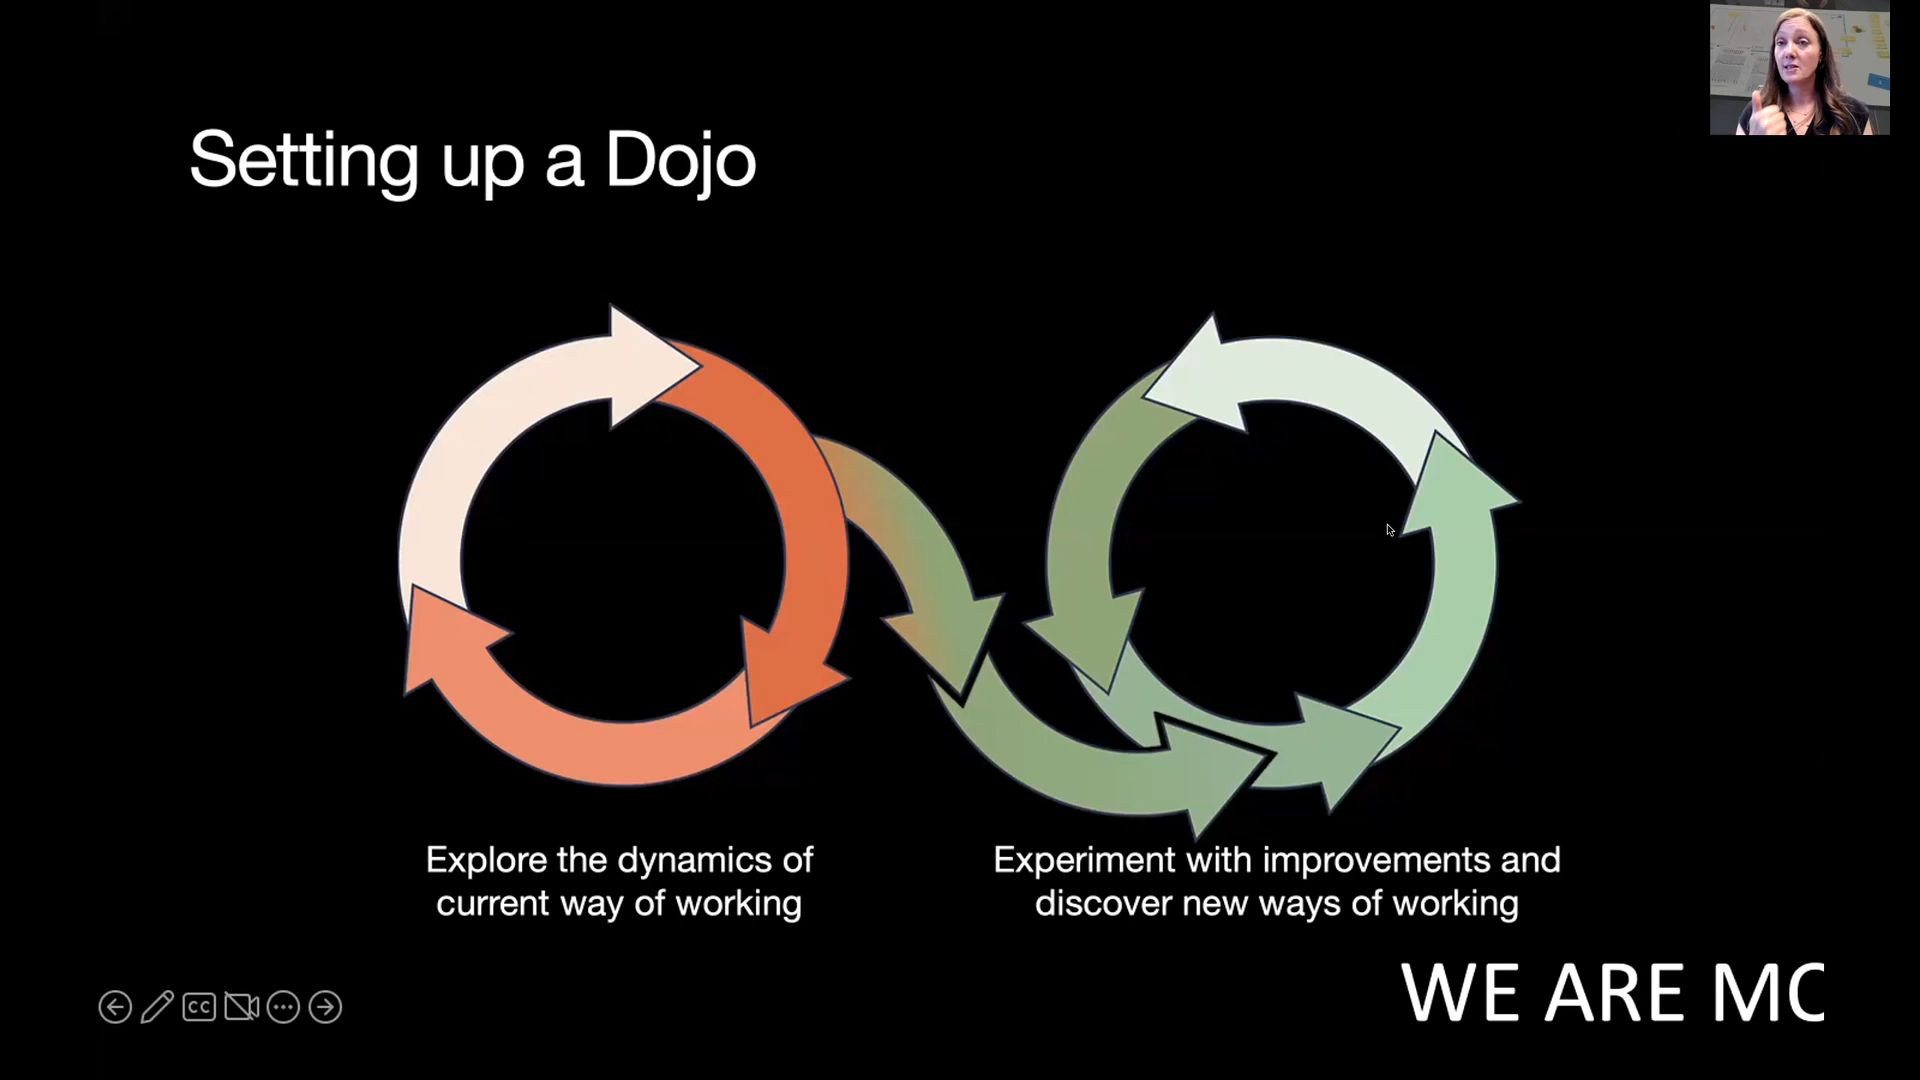 Setting up a Dojo
Explore the dynamics of
current way of working
Experiment with improvements and
discover new ways of working
CC
WE ARE MC